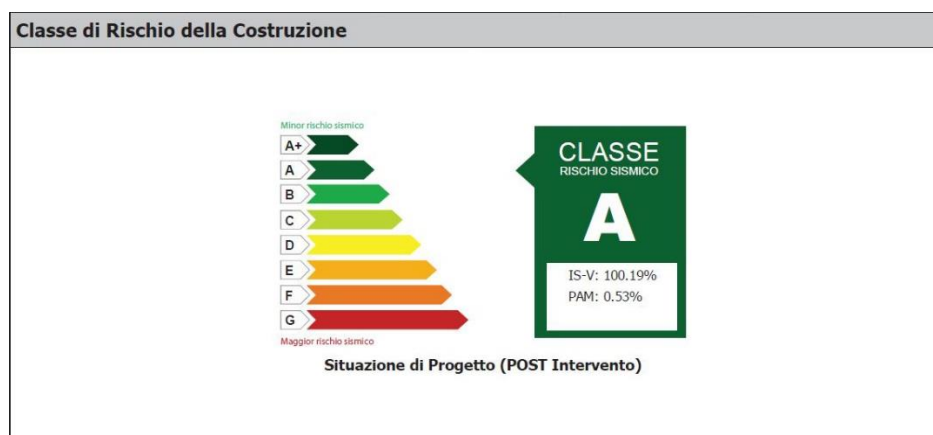 Classe di Rischio della Costruzione
Minor rischio sismico
A+
A
B
C
D
E
F
G
Maggior rischio sismico
CLASSE
RISCHIO SISMICO
A
IS-V: 100.19%
PAM: 0.53%
Situazione di Progetto (POST Intervento)